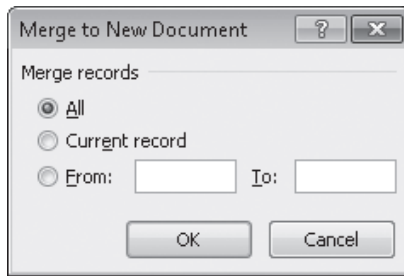 Merge to New Document
Merge records
All
Current record
From: To:
OK Cancel